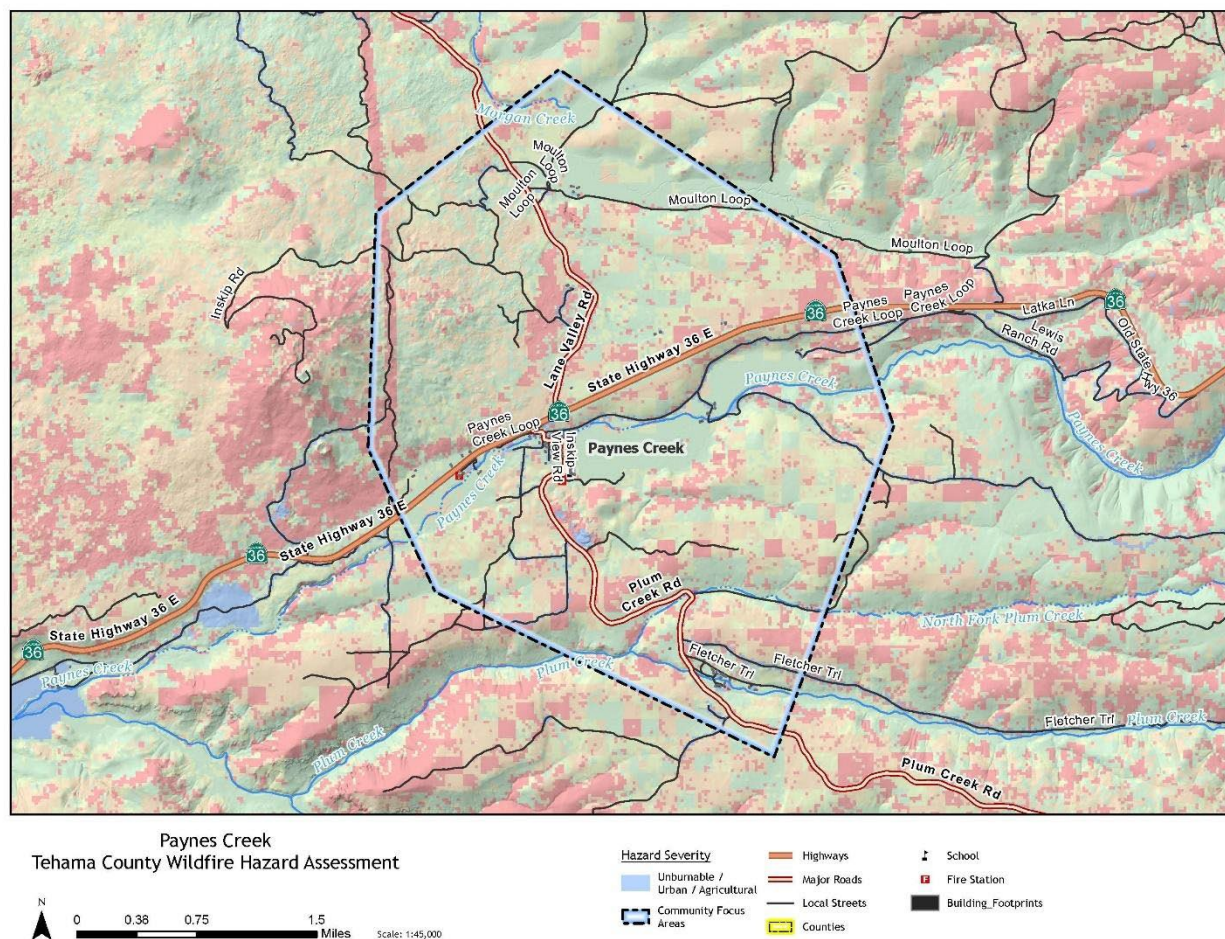 Morgan Creek
Moulton
Loop
Moulton
Loop
Moulton Loop
Moulton Loop
Inskip Rd
Lane Valley Rd
State Highway 36 E
36
Paynes
Creek Loop
Paynes
Creek Loop
Latka Ln
36
Lewis
Ranch Rd
Old State Hwy 36
Paynes Creek
Paynes Creek
36
Paynes
Creek Loop
Inskip
View Rd
Paynes Creek
F
Paynes Creek
F
State Highway 36 E
36
State Highway 36 E
36
Paynes Creek
Plum
Creek Rd
North Fork Plum Creek
Plum Creek
Fletcher Trl
Fletcher Trl
Fletcher Trl
Plum Creek
Plum Creek
Plum Creek Rd
Paynes Creek
Tehama County Wildfire Hazard Assessment
N
0 0.38 0.75 1.5
Miles
Scale: 1:45,000
Hazard Severity
Unburnable /
Urban / Agricultural
Community Focus
Areas
Highways
Major Roads
Local Streets
Counties
School
F
Fire Station
Building_Footprints